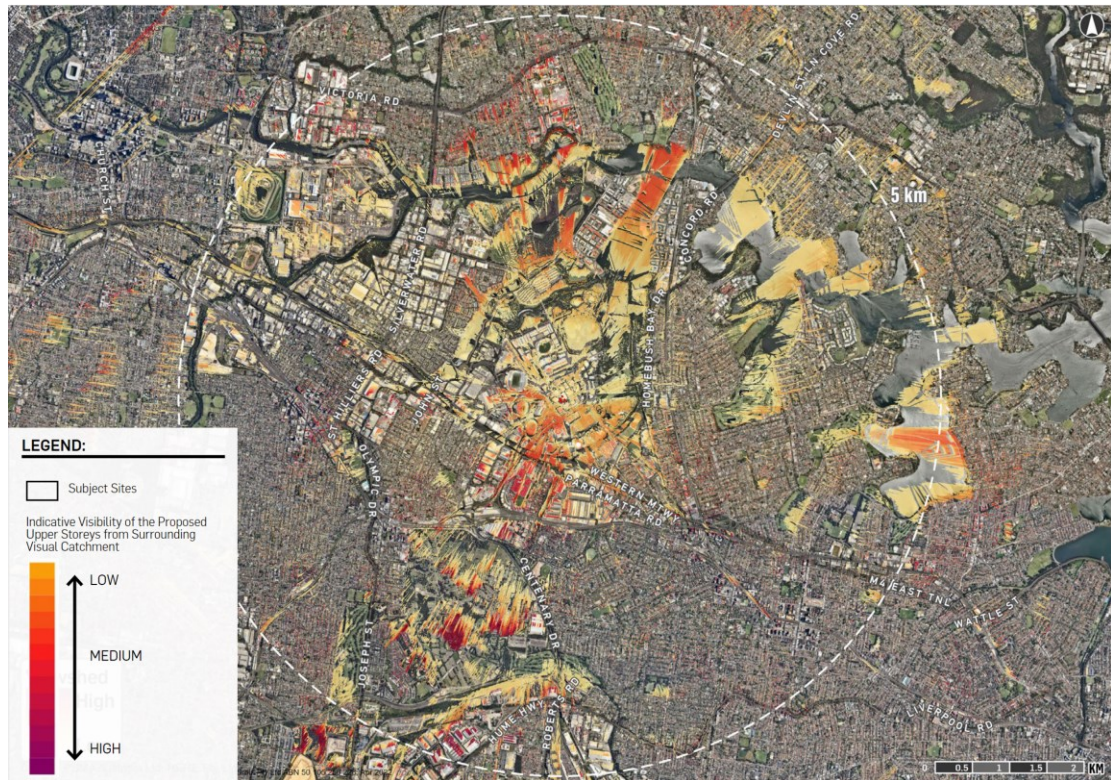 VICTORIA RD
DEVLIN ST
TTN COVE RD
5 km
CHURCH ST
CONCORD RD
SILVERWATER RD
HOMEBUSH BAY DR
ST HILLIERS RD
JOHN ST
OLYMPIC DR
WESTERN MTWY
PARRAMATTA RD
CENTENARY DR
M4 EAST TNL
WATTLE ST
JOSEPH ST
HUME HWY
ROBERTS RD
LIVERPOOL RD
LEGEND:
Subject Sites
Indicative Visibility of the Proposed
Upper Storeys from Surrounding
Visual Catchment
LOW
MEDIUM
HIGH
0 0.5 1 1.5 2 KM